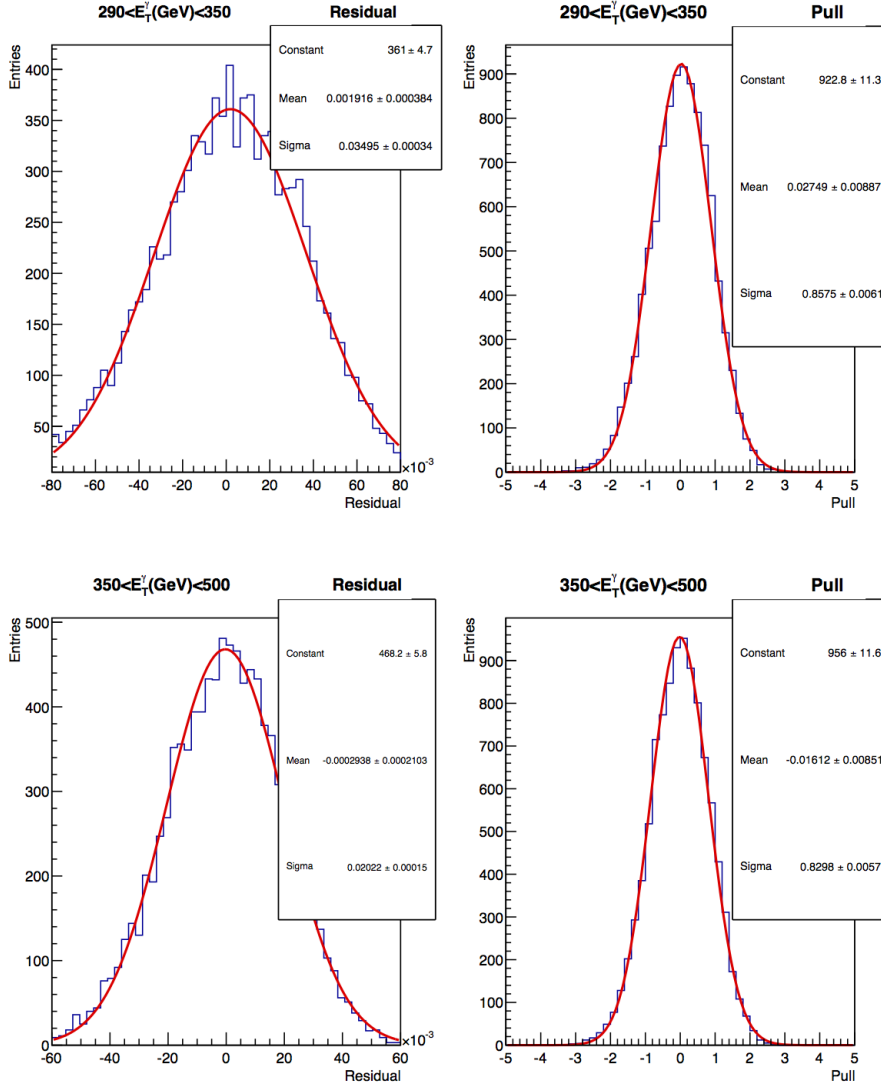 290<E_T^γ(GeV)<350 Residual
Entries
Constant 361 ± 4.7
Mean 0.001916 ± 0.000384
Sigma 0.03495 ± 0.00034
400
350
300
250
200
150
100
50
-80 -60 -40 -20 0 20 40 60 80
×10⁻³
Residual
290<E_T^γ(GeV)<350 Pull
Entries
Constant 922.8 ± 11.3
Mean 0.02749 ± 0.00887
Sigma 0.8575 ± 0.0061
900
800
700
600
500
400
300
200
100
0
-5 -4 -3 -2 -1 0 1 2 3 4 5
Pull
350<E_T^γ(GeV)<500 Residual
Entries
Constant 468.2 ± 5.8
Mean -0.0002938 ± 0.0002103
Sigma 0.02022 ± 0.00015
500
400
300
200
100
0
-60 -40 -20 0 20 40 60
×10⁻³
Residual
350<E_T^γ(GeV)<500 Pull
Entries
Constant 956 ± 11.6
Mean -0.01612 ± 0.00851
Sigma 0.8298 ± 0.0057
900
800
700
600
500
400
300
200
100
0
-5 -4 -3 -2 -1 0 1 2 3 4 5
Pull